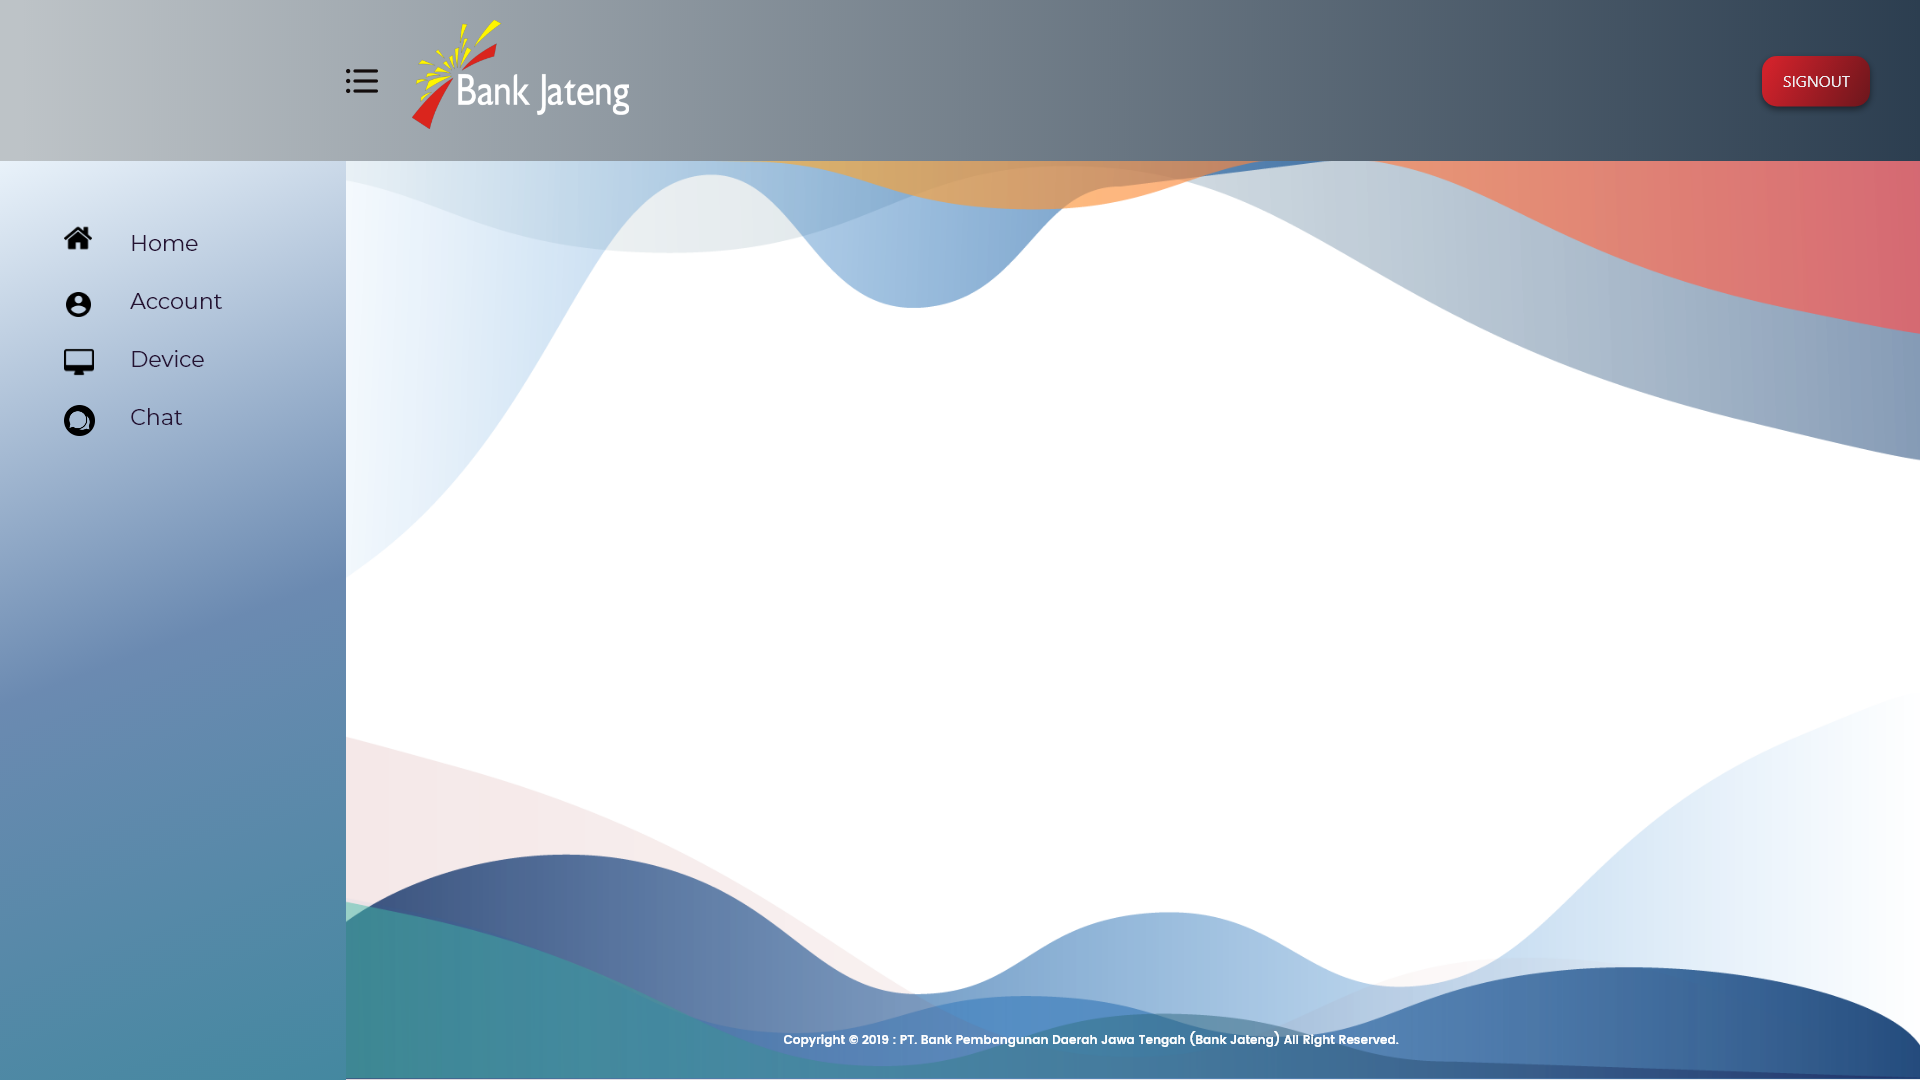 Bank Jateng
SIGNOUT
Home
Account
Device
Chat
Copyright © 2019 : PT. Bank Pembangunan Daerah Jawa Tengah (Bank Jateng) All Right Reserved.